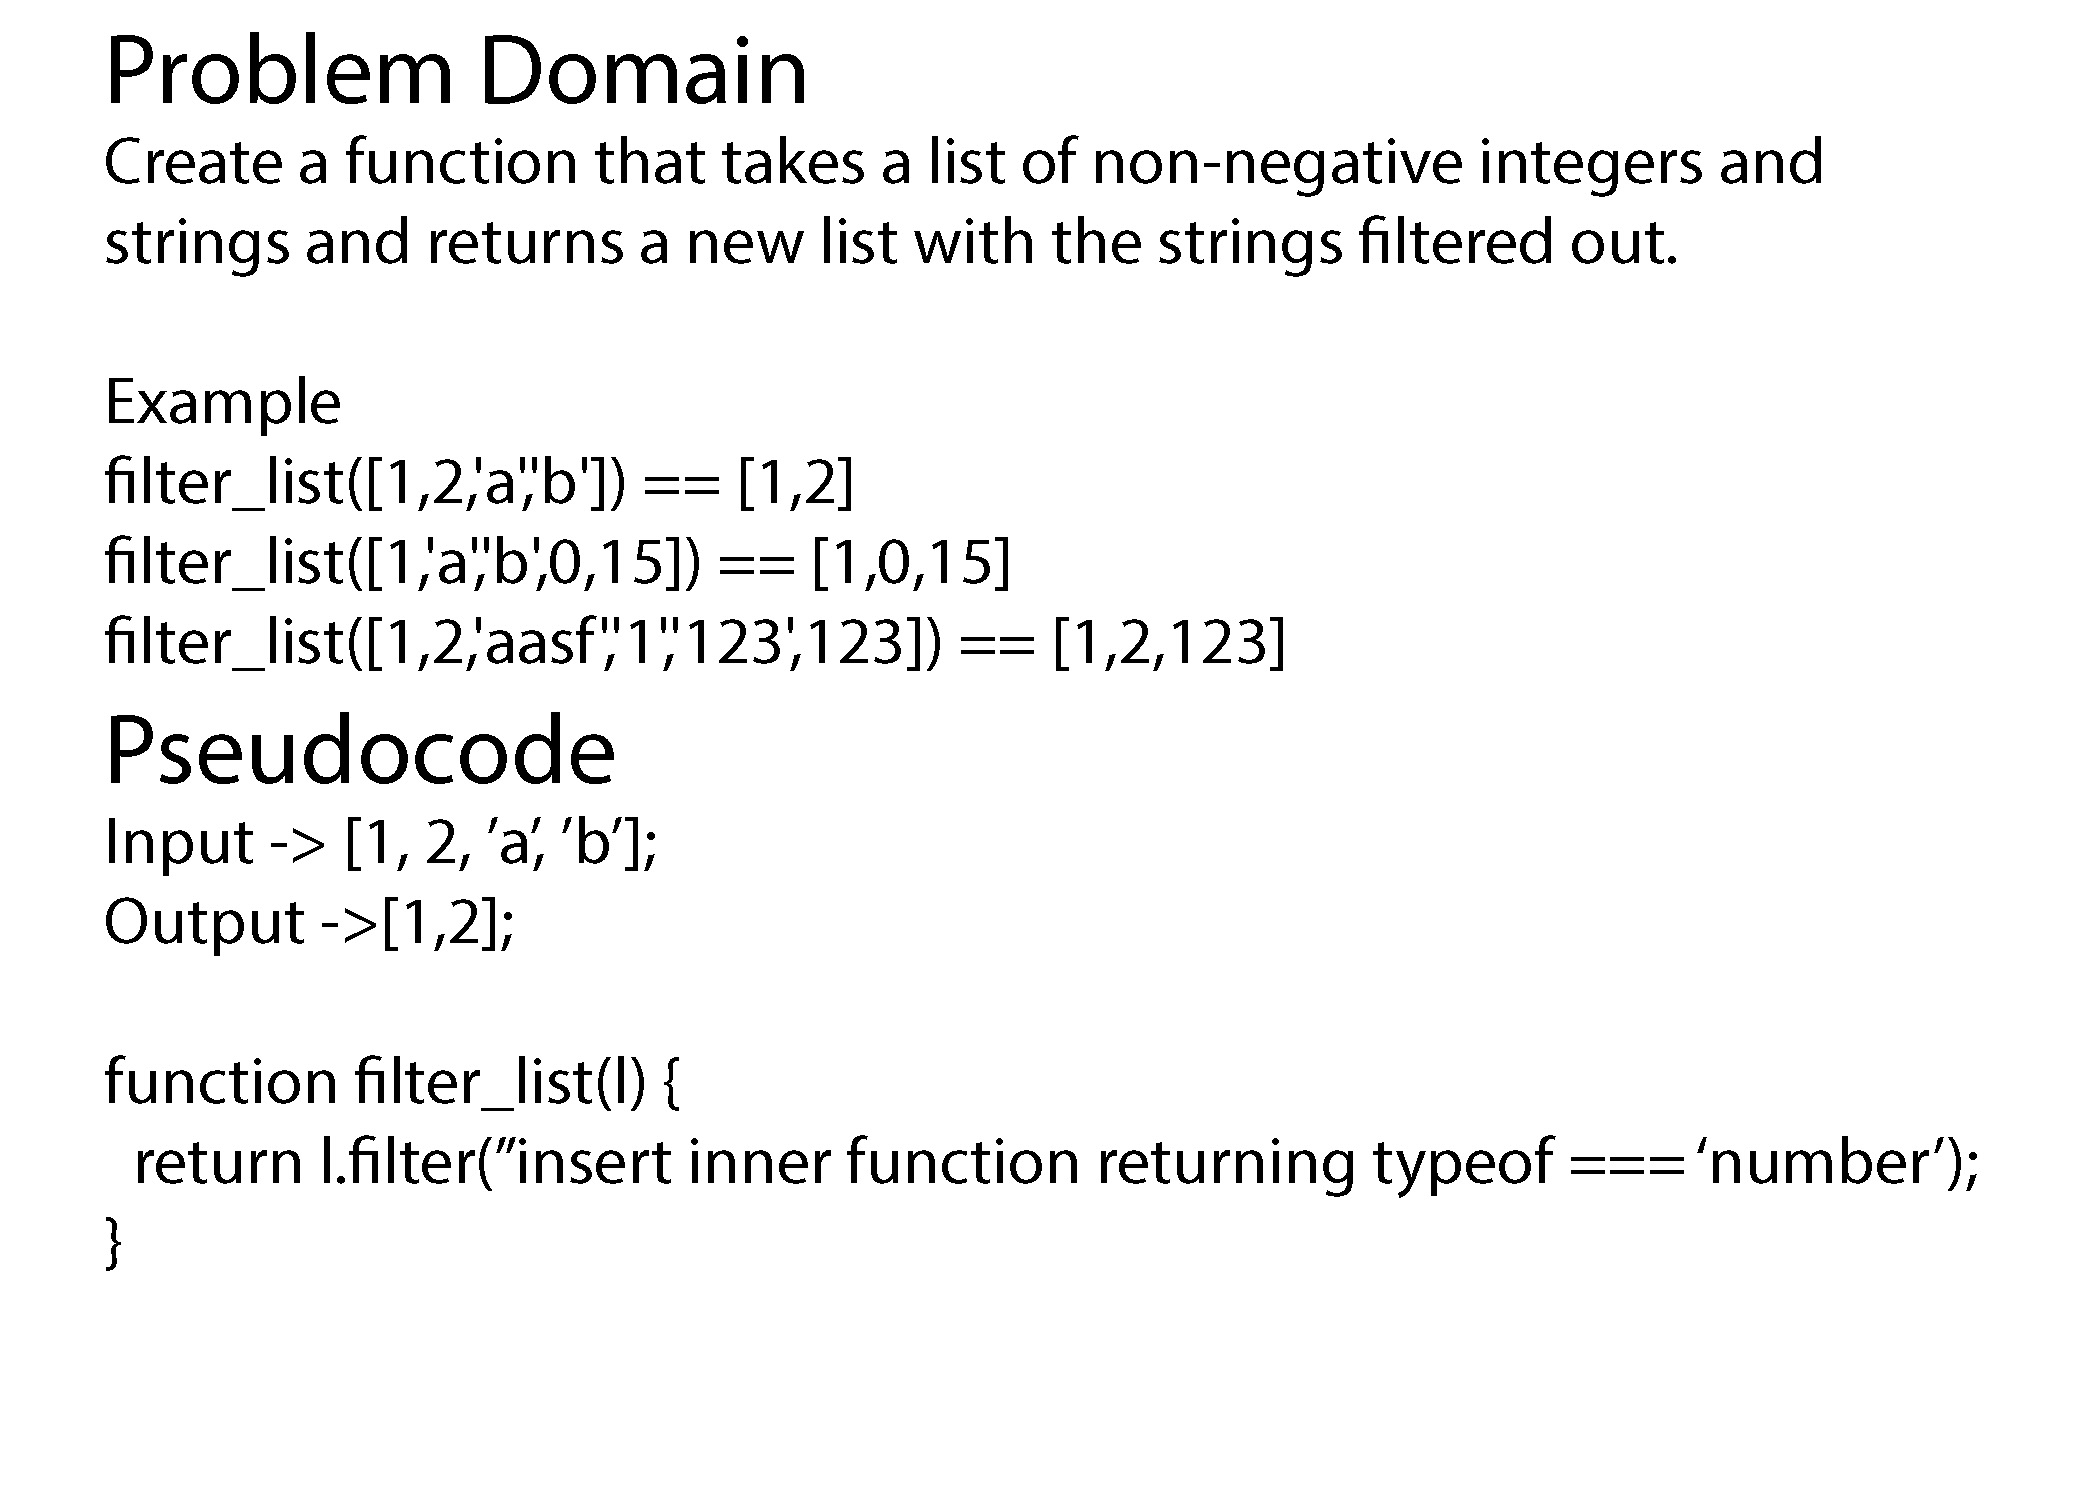 Problem Domain
Create a function that takes a list of non-negative integers and
strings and returns a new list with the strings filtered out.
Example
filter_list([1,2,'a','b']) == [1,2]
filter_list([1,'a','b',0,15]) == [1,0,15]
filter_list([1,2,'aasf','1','123',123]) == [1,2,123]
Pseudocode
Input -> [1, 2, ’a’, ’b’];
Output ->[1,2];
function filter_list(l) {
return l.filter(”insert inner function returning typeof === ‘number’);
}